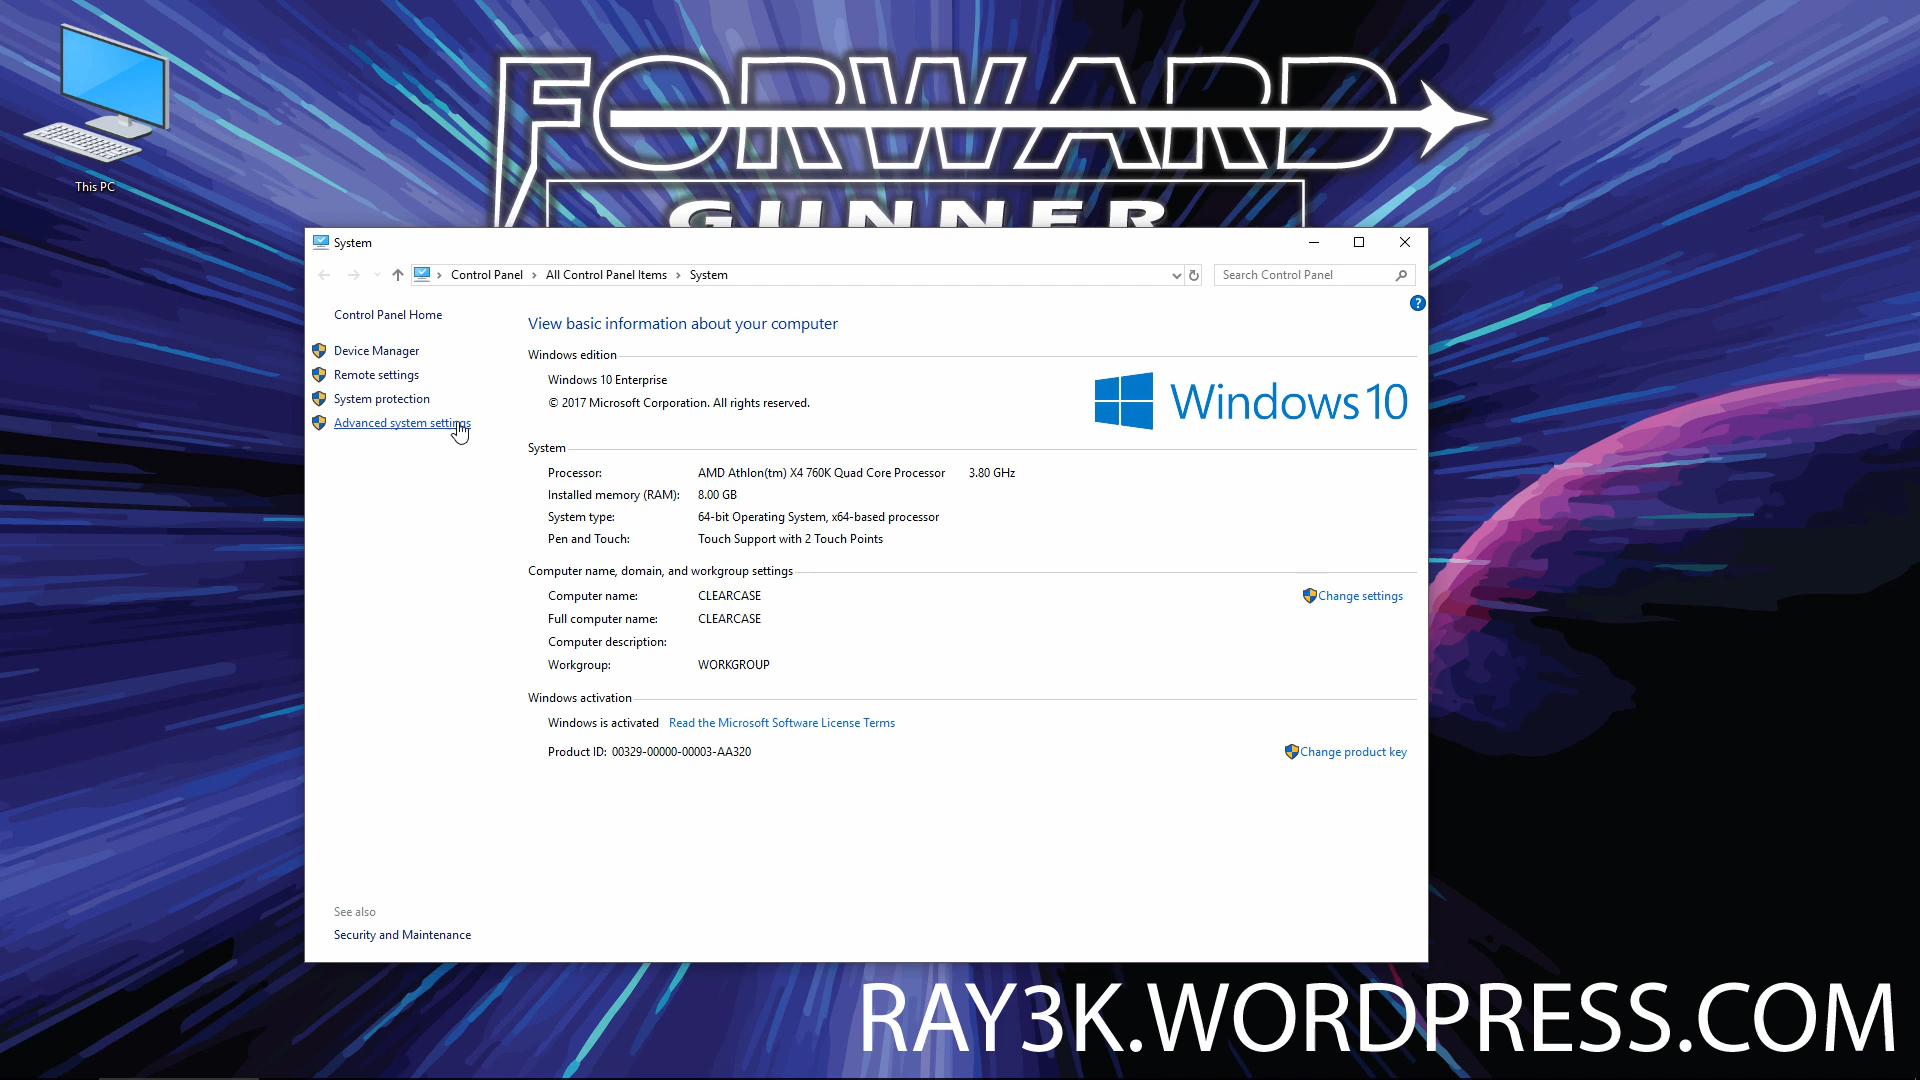 This PC
FORWARD
GUNNER
System
Control Panel > All Control Panel Items > System
Search Control Panel
?
Control Panel Home
Device Manager
Remote settings
System protection
Advanced system settings
View basic information about your computer
Windows edition
Windows 10 Enterprise
© 2017 Microsoft Corporation. All rights reserved.
Windows 10
System
Processor: AMD Athlon(tm) X4 760K Quad Core Processor 3.80 GHz
Installed memory (RAM): 8.00 GB
System type: 64-bit Operating System, x64-based processor
Pen and Touch: Touch Support with 2 Touch Points
Computer name, domain, and workgroup settings
Computer name: CLEARCASE
Change settings
Full computer name: CLEARCASE
Computer description:
Workgroup: WORKGROUP
Windows activation
Windows is activated Read the Microsoft Software License Terms
Product ID: 00329-00000-00003-AA320
Change product key
See also
Security and Maintenance
RAY3K.WORDPRESS.COM